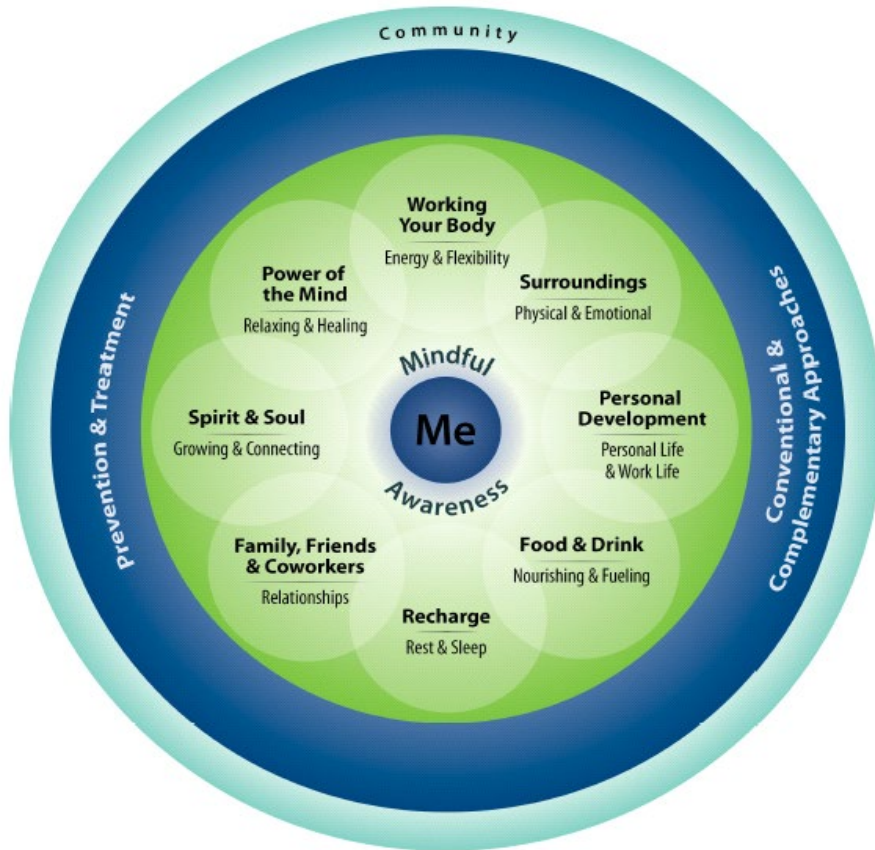 Community
Prevention & Treatment
Conventional &
Complementary Approaches
Working
Your Body
Energy & Flexibility
Surroundings
Physical & Emotional
Personal
Development
Personal Life
& Work Life
Food & Drink
Nourishing & Fueling
Recharge
Rest & Sleep
Family, Friends
& Coworkers
Relationships
Spirit & Soul
Growing & Connecting
Power of
the Mind
Relaxing & Healing
Mindful
Me
Awareness